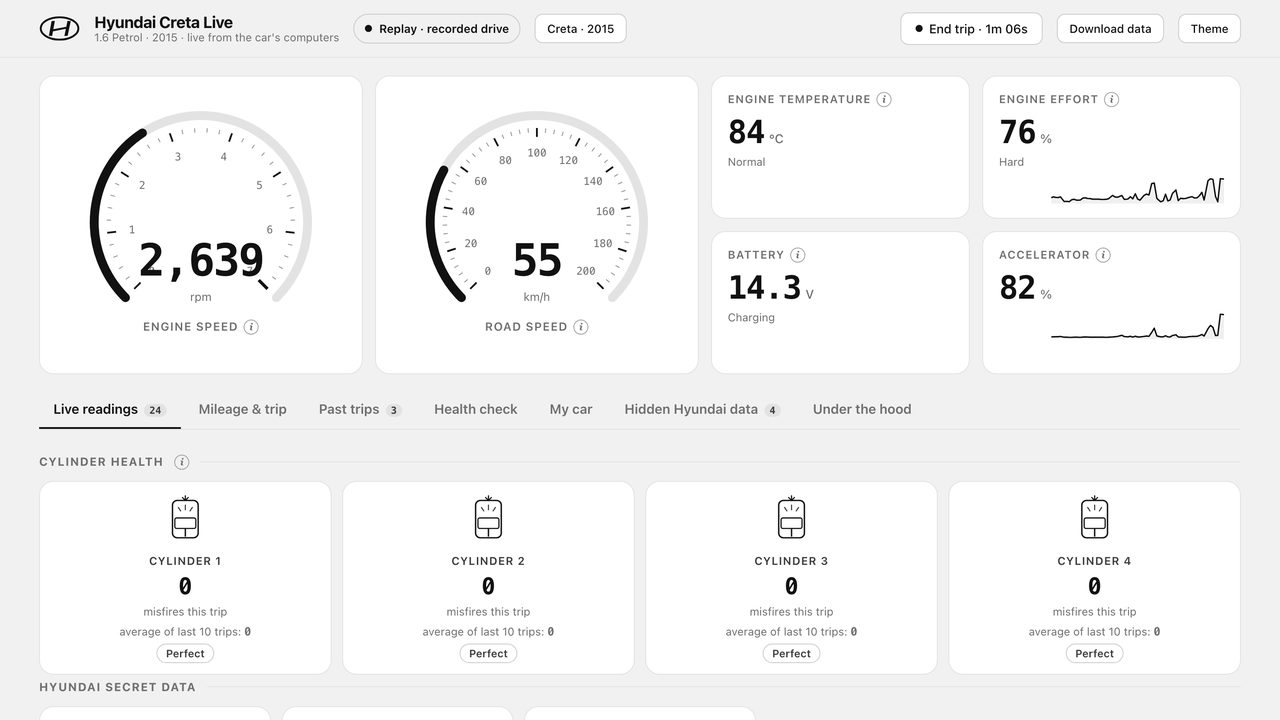 Hyundai Creta Live
1.6 Petrol · 2015 · live from the car's computers
Replay · recorded drive
Creta · 2015
End trip · 1m 06s
Download data
Theme
1
2
3
4
5
6
2,639
rpm
ENGINE SPEED i
0
20
40
60
80
100
120
140
160
180
200
55
km/h
ROAD SPEED i
ENGINE TEMPERATURE i
84 °C
Normal
ENGINE EFFORT i
76 %
Hard
BATTERY i
14.3 V
Charging
ACCELERATOR i
82 %
Live readings 24
Mileage & trip
Past trips 3
Health check
My car
Hidden Hyundai data 4
Under the hood
CYLINDER HEALTH i
CYLINDER 1
0
misfires this trip
average of last 10 trips: 0
Perfect
CYLINDER 2
0
misfires this trip
average of last 10 trips: 0
Perfect
CYLINDER 3
0
misfires this trip
average of last 10 trips: 0
Perfect
CYLINDER 4
0
misfires this trip
average of last 10 trips: 0
Perfect
HYUNDAI SECRET DATA